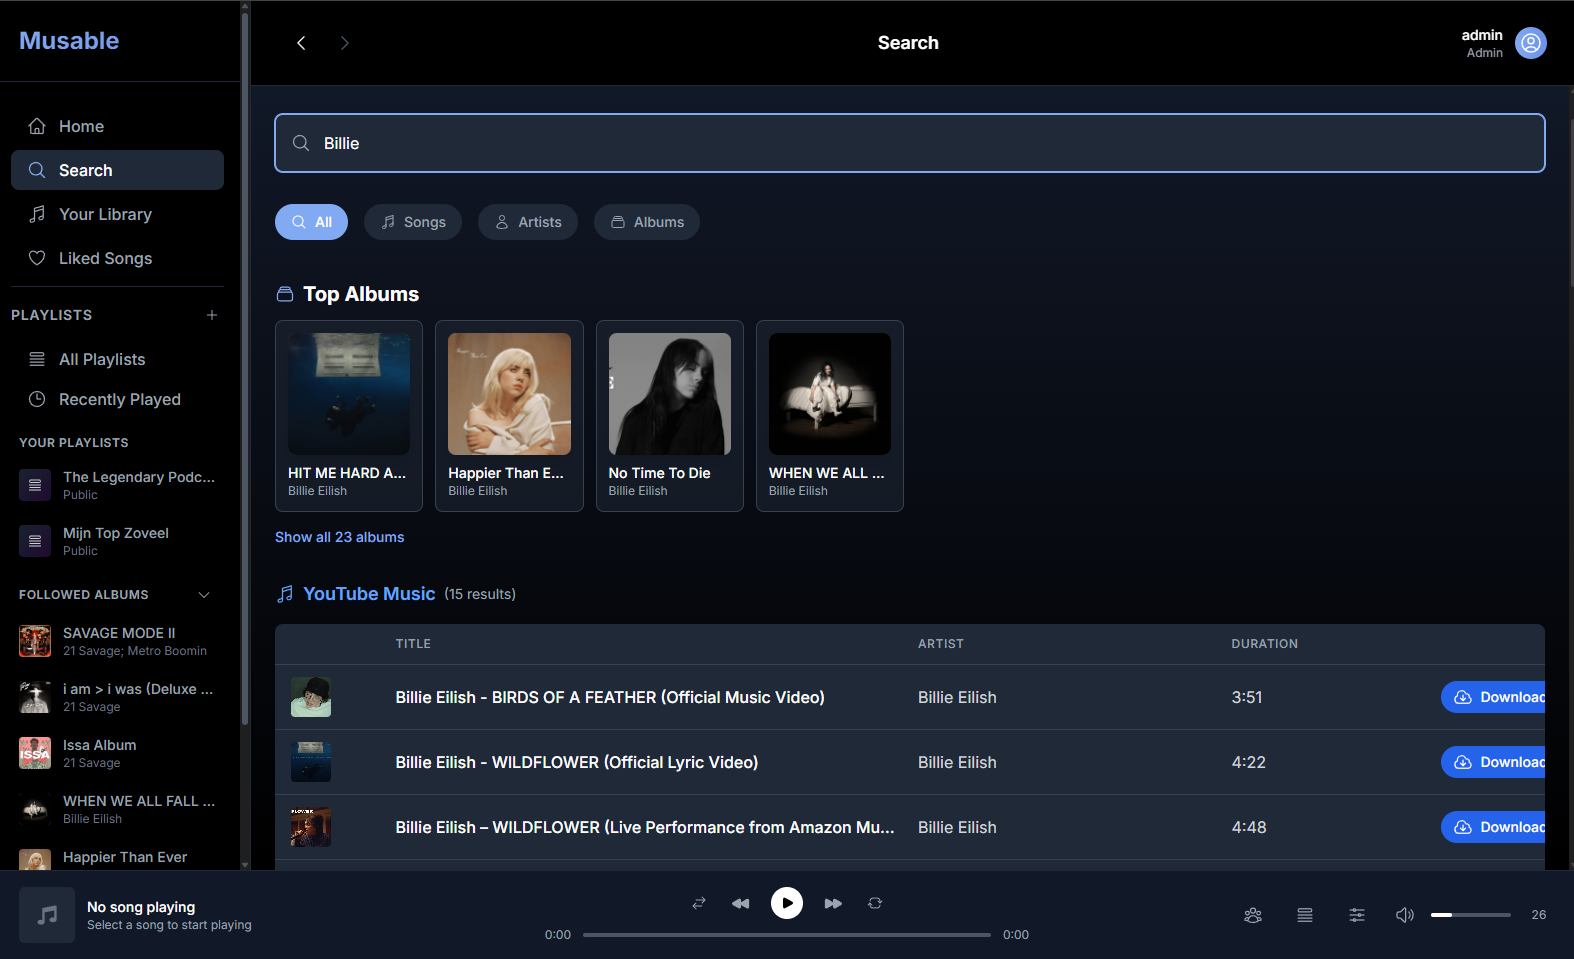 Musable
Search
admin
Admin
Home
Search
Your Library
Liked Songs
PLAYLISTS
All Playlists
Recently Played
YOUR PLAYLISTS
The Legendary Podc...
Public
Mijn Top Zoveel
Public
FOLLOWED ALBUMS
SAVAGE MODE II
21 Savage; Metro Boomin
i am > i was (Deluxe ...
21 Savage
Issa Album
21 Savage
WHEN WE ALL FALL ...
Billie Eilish
Happier Than Ever
Billie
All
Songs
Artists
Albums
Top Albums
HIT ME HARD A...
Billie Eilish
Happier Than E...
Billie Eilish
No Time To Die
Billie Eilish
WHEN WE ALL ...
Billie Eilish
Show all 23 albums
YouTube Music (15 results)
TITLE ARTIST DURATION
Billie Eilish - BIRDS OF A FEATHER (Official Music Video) Billie Eilish 3:51 Download
Billie Eilish - WILDFLOWER (Official Lyric Video) Billie Eilish 4:22 Download
Billie Eilish – WILDFLOWER (Live Performance from Amazon Mu... Billie Eilish 4:48 Download
No song playing
Select a song to start playing
0:00
0:00
26